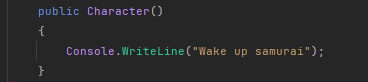 public Character()
{
    Console.WriteLine("Wake up samurai");
}